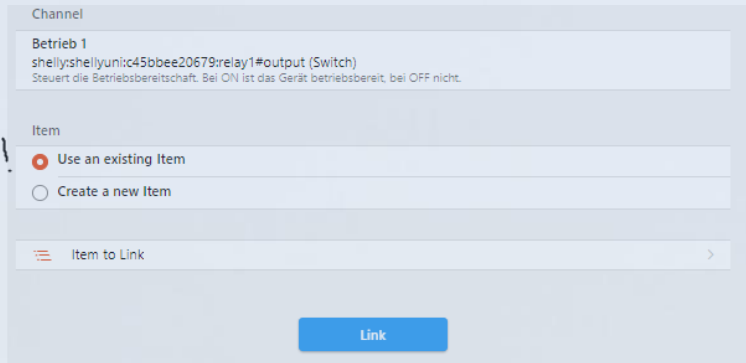 Channel
Betrieb 1
shelly:shellyuni:c45bbee20679:relay1#output (Switch)
Steuert die Betriebsbereitschaft. Bei ON ist das Gerät betriebsbereit, bei OFF nicht.
Item
Use an existing Item
Create a new Item
Item to Link
Link